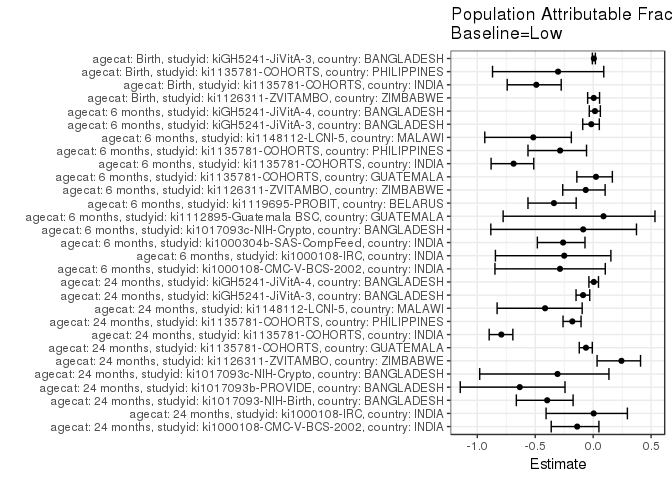 Population Attributable Frac
Baseline=Low
agecat: Birth, studyid: kiGH5241-JiVitA-3, country: BANGLADESH
agecat: Birth, studyid: ki1135781-COHORTS, country: PHILIPPINES
agecat: Birth, studyid: ki1135781-COHORTS, country: INDIA
agecat: Birth, studyid: ki1126311-ZVITAMBO, country: ZIMBABWE
agecat: 6 months, studyid: kiGH5241-JiVitA-4, country: BANGLADESH
agecat: 6 months, studyid: kiGH5241-JiVitA-3, country: BANGLADESH
agecat: 6 months, studyid: ki1148112-LCNI-5, country: MALAWI
agecat: 6 months, studyid: ki1135781-COHORTS, country: PHILIPPINES
agecat: 6 months, studyid: ki1135781-COHORTS, country: INDIA
agecat: 6 months, studyid: ki1135781-COHORTS, country: GUATEMALA
agecat: 6 months, studyid: ki1126311-ZVITAMBO, country: ZIMBABWE
agecat: 6 months, studyid: ki1119695-PROBIT, country: BELARUS
agecat: 6 months, studyid: ki1112895-Guatemala BSC, country: GUATEMALA
agecat: 6 months, studyid: ki1017093c-NIH-Crypto, country: BANGLADESH
agecat: 6 months, studyid: ki1000304b-SAS-CompFeed, country: INDIA
agecat: 6 months, studyid: ki1000108-IRC, country: INDIA
agecat: 6 months, studyid: ki1000108-CMC-V-BCS-2002, country: INDIA
agecat: 24 months, studyid: kiGH5241-JiVitA-4, country: BANGLADESH
agecat: 24 months, studyid: kiGH5241-JiVitA-3, country: BANGLADESH
agecat: 24 months, studyid: ki1148112-LCNI-5, country: MALAWI
agecat: 24 months, studyid: ki1135781-COHORTS, country: PHILIPPINES
agecat: 24 months, studyid: ki1135781-COHORTS, country: INDIA
agecat: 24 months, studyid: ki1135781-COHORTS, country: GUATEMALA
agecat: 24 months, studyid: ki1126311-ZVITAMBO, country: ZIMBABWE
agecat: 24 months, studyid: ki1017093c-NIH-Crypto, country: BANGLADESH
agecat: 24 months, studyid: ki1017093b-PROVIDE, country: BANGLADESH
agecat: 24 months, studyid: ki1017093-NIH-Birth, country: BANGLADESH
agecat: 24 months, studyid: ki1000108-IRC, country: INDIA
agecat: 24 months, studyid: ki1000108-CMC-V-BCS-2002, country: INDIA
-1.0 -0.5 0.0 0.5
Estimate